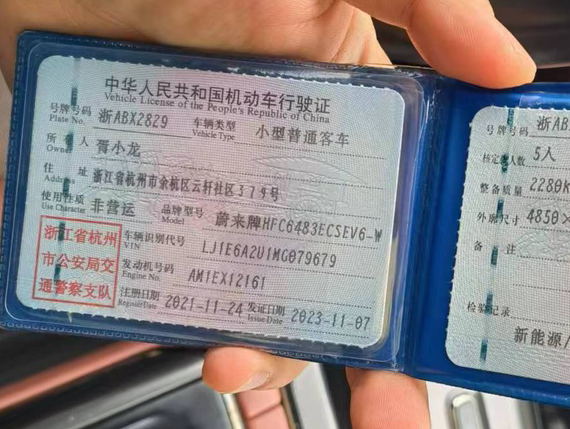 中华人民共和国机动车行驶证
Vehicle License of the People's Republic of China
号牌号码 浙ABX2829 车辆类型 小型普通客车
Plate No. Vehicle Type
所有人 胥小龙
Owner
住址 浙江省杭州市余杭区云杆社区379号
Address
使用性质 非营运 品牌型号 蔚来牌HFC6483ECSEV6-W
Use Character Model
浙江省杭州
市公安局交
通警察支队
车辆识别代号 LJ1E6A2U1MG079679
VIN
发动机号码 AM1EX12161
Engine No.
注册日期 2021-11-24 发证日期 2023-11-07
Register Date Issue Date
号牌号码 浙AB
核定人数 5人
整备质量 2280K
外廓尺寸 4850×
备注
检验记录
新能源/